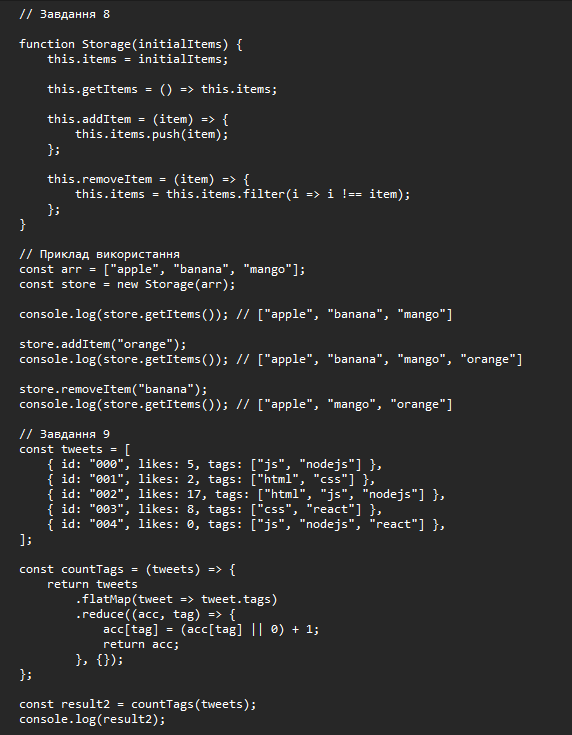 // Завдання 8
function Storage(initialItems) {
    this.items = initialItems;
    this.getItems = () => this.items;
    this.addItem = (item) => {
        this.items.push(item);
    };
    this.removeItem = (item) => {
        this.items = this.items.filter(i => i !== item);
    };
}
// Приклад використання
const arr = ["apple", "banana", "mango"];
const store = new Storage(arr);
console.log(store.getItems()); // ["apple", "banana", "mango"]
store.addItem("orange");
console.log(store.getItems()); // ["apple", "banana", "mango", "orange"]
store.removeItem("banana");
console.log(store.getItems()); // ["apple", "mango", "orange"]
// Завдання 9
const tweets = [
    { id: "000", likes: 5, tags: ["js", "nodejs"] },
    { id: "001", likes: 2, tags: ["html", "css"] },
    { id: "002", likes: 17, tags: ["html", "js", "nodejs"] },
    { id: "003", likes: 8, tags: ["css", "react"] },
    { id: "004", likes: 0, tags: ["js", "nodejs", "react"] },
];
const countTags = (tweets) => {
    return tweets
        .flatMap(tweet => tweet.tags)
        .reduce((acc, tag) => {
            acc[tag] = (acc[tag] || 0) + 1;
            return acc;
        }, {});
};
const result2 = countTags(tweets);
console.log(result2);